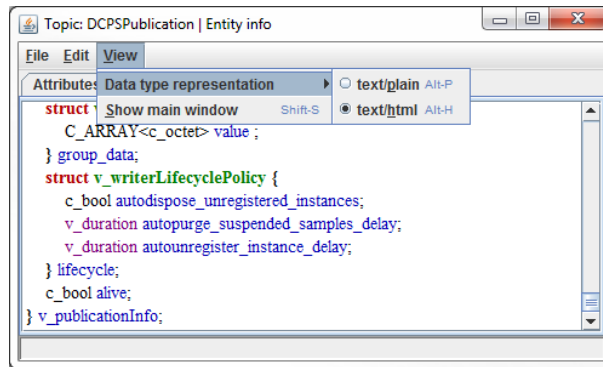 Topic: DCPSPublication | Entity info
File Edit View
Attributes
Data type representation
text/plain Alt-P
Show main window Shift-S
text/html Alt-H
struct
C_ARRAY<c_octet> value ;
} group_data;
struct v_writerLifecyclePolicy {
c_bool autodispose_unregistered_instances;
v_duration autopurge_suspended_samples_delay;
v_duration autounregister_instance_delay;
} lifecycle;
c_bool alive;
} v_publicationInfo;